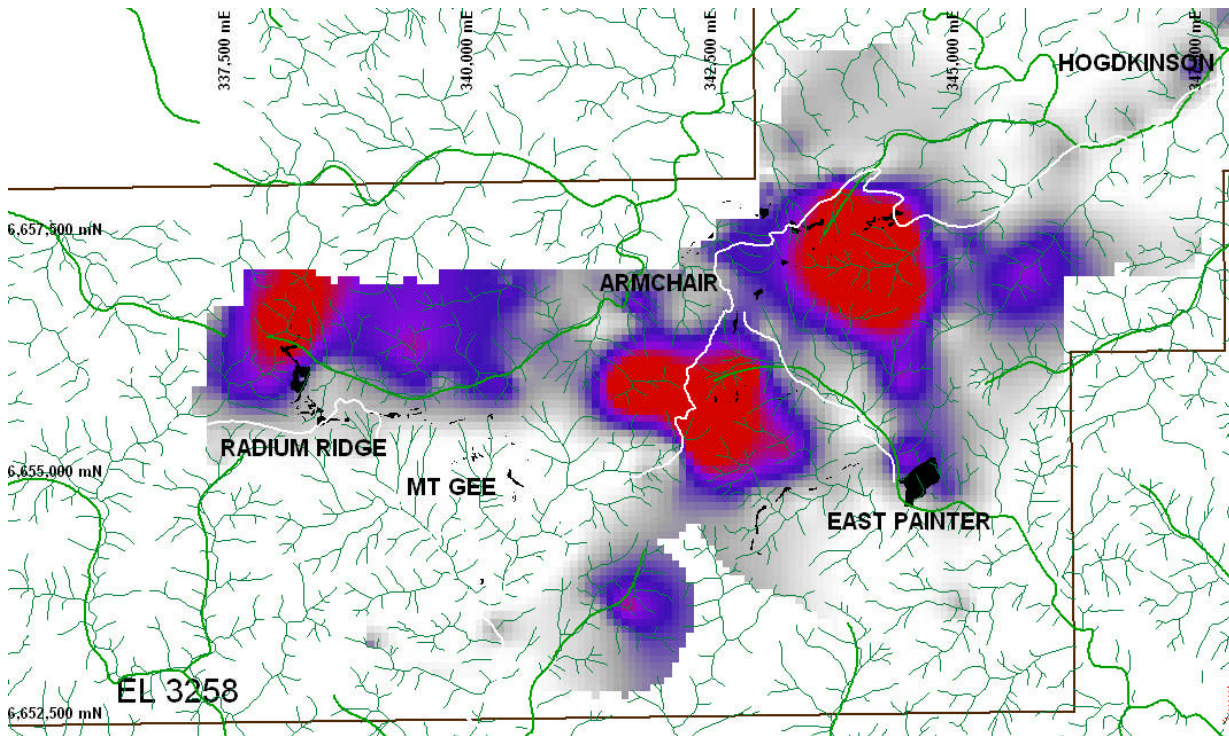 337,500 mE
340,000 mE
342,500 mE
345,000 mE
HOGDKINSON
6,657,500 mN
ARMCHAIR
RADIUM RIDGE
6,655,000 mN
MT GEE
EAST PAINTER
EL 3258
6,652,500 mN